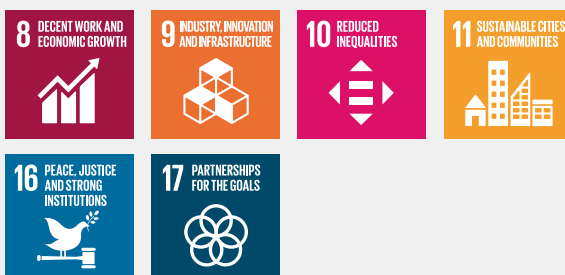 8 DECENT WORK AND
ECONOMIC GROWTH
9 INDUSTRY, INNOVATION
AND INFRASTRUCTURE
10 REDUCED
INEQUALITIES
11 SUSTAINABLE CITIES
AND COMMUNITIES
16 PEACE, JUSTICE
AND STRONG
INSTITUTIONS
17 PARTNERSHIPS
FOR THE GOALS